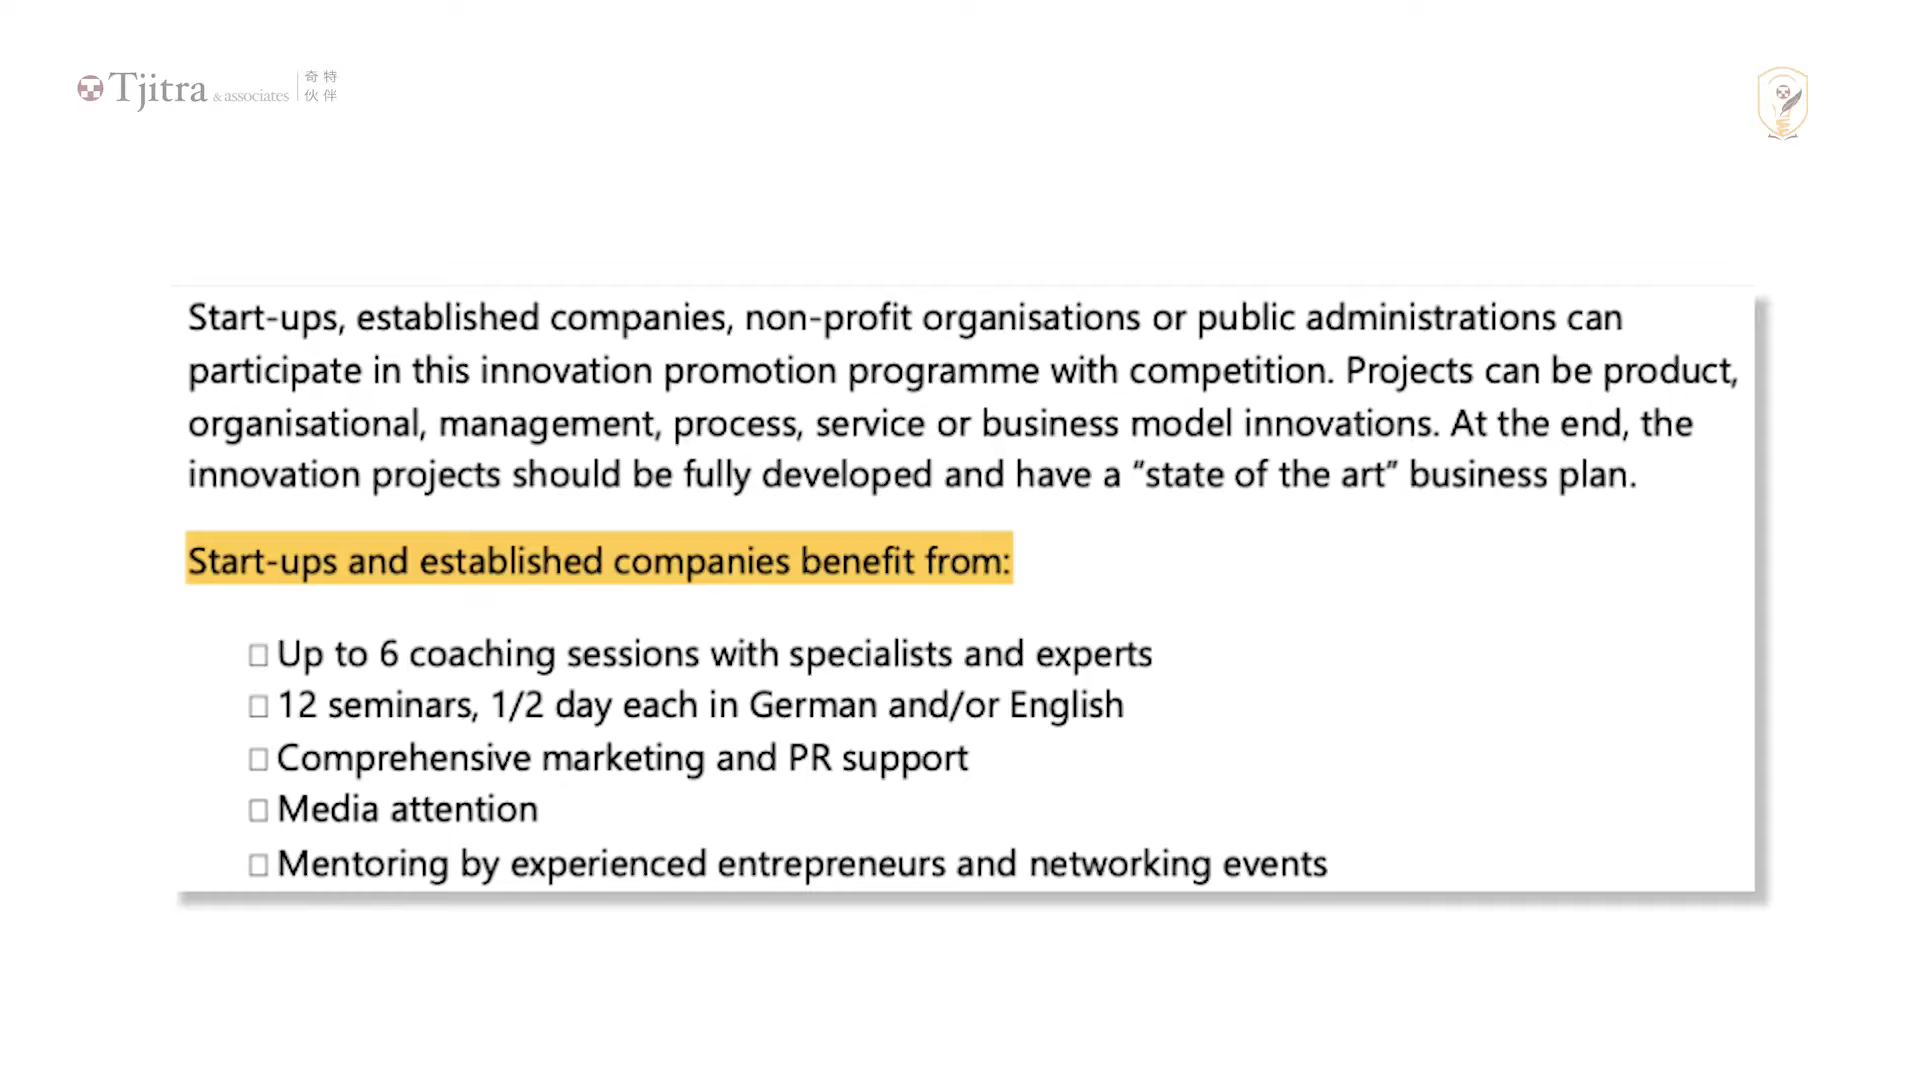 Tjitra & associates 奇特
伙伴
Start-ups, established companies, non-profit organisations or public administrations can
participate in this innovation promotion programme with competition. Projects can be product,
organisational, management, process, service or business model innovations. At the end, the
innovation projects should be fully developed and have a “state of the art” business plan.
Start-ups and established companies benefit from:
□ Up to 6 coaching sessions with specialists and experts
□ 12 seminars, 1/2 day each in German and/or English
□ Comprehensive marketing and PR support
□ Media attention
□ Mentoring by experienced entrepreneurs and networking events